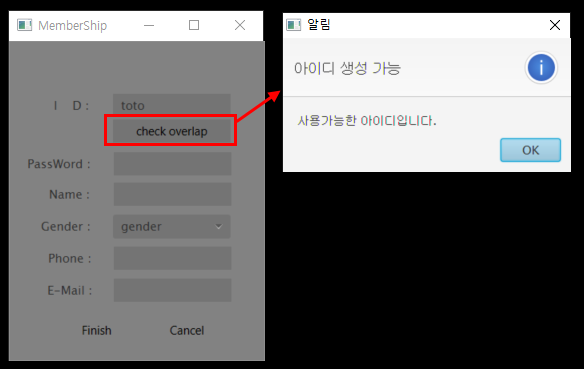 MemberShip
I D :
toto
check overlap
PassWord :
Name :
Gender :
gender
Phone :
E-Mail :
Finish
Cancel
알림
아이디 생성 가능
사용가능한 아이디입니다.
OK